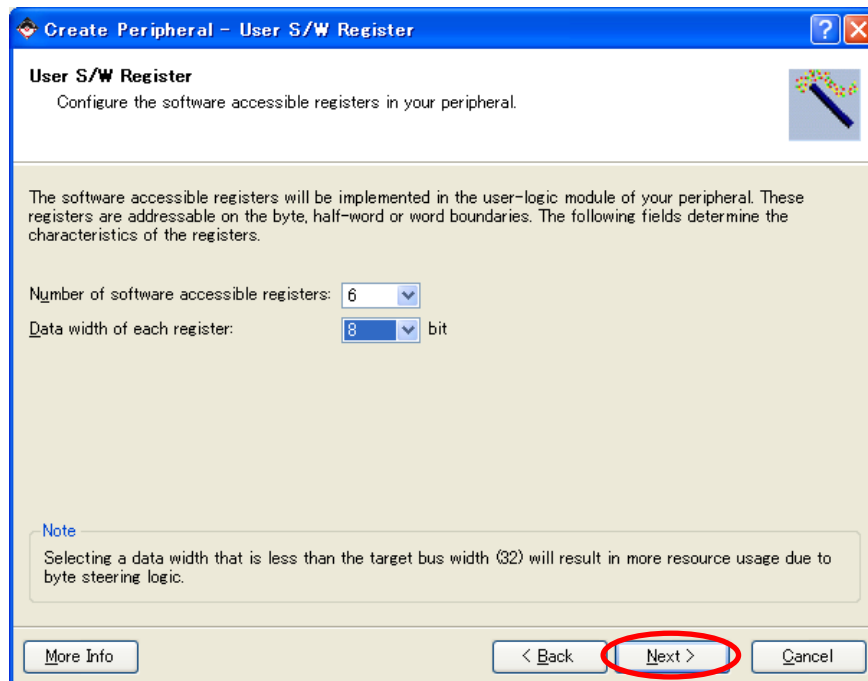 Create Peripheral - User S/W Register
User S/W Register
Configure the software accessible registers in your peripheral.
The software accessible registers will be implemented in the user-logic module of your peripheral. These
registers are addressable on the byte, half-word or word boundaries. The following fields determine the
characteristics of the registers.
Number of software accessible registers: 6
Data width of each register: 8 bit
Note
Selecting a data width that is less than the target bus width (32) will result in more resource usage due to
byte steering logic.
More Info < Back Next > Cancel